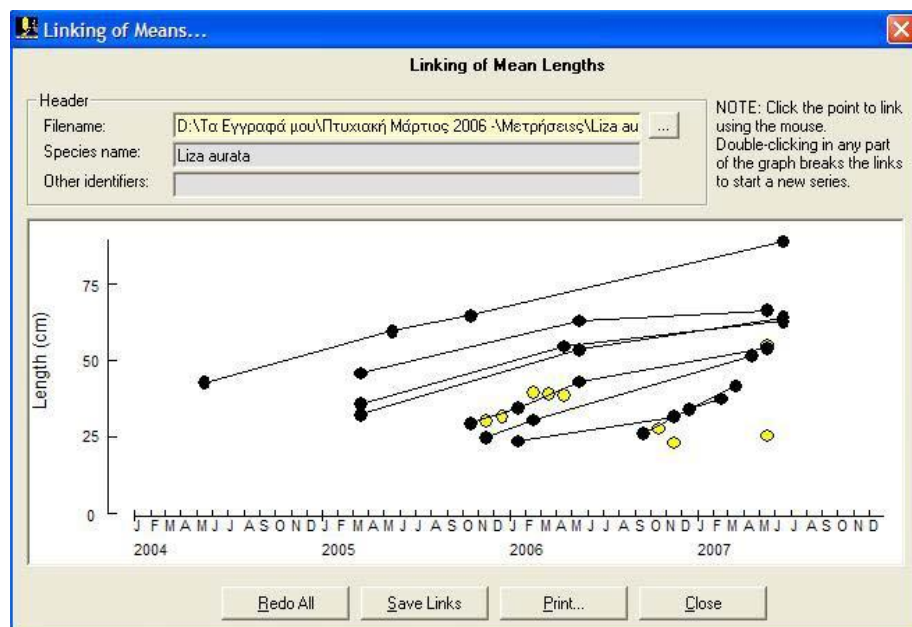 Linking of Means...
Linking of Mean Lengths
Header
Filename: D:\Τα Εγγραφά μου\Πτυχιακή Μάρτιος 2006 -\Μετρήσειsς\Liza au ...
Species name: Liza aurata
Other identifiers:
NOTE: Click the point to link
using the mouse.
Double-clicking in any part
of the graph breaks the links
to start a new series.
Length (cm)
75
50
25
0
J F M A M J J A S O N D J F M A M J J A S O N D J F M A M J J A S O N D J F M A M J J A S O N D
2004 2005 2006 2007
Redo All Save Links Print... Close